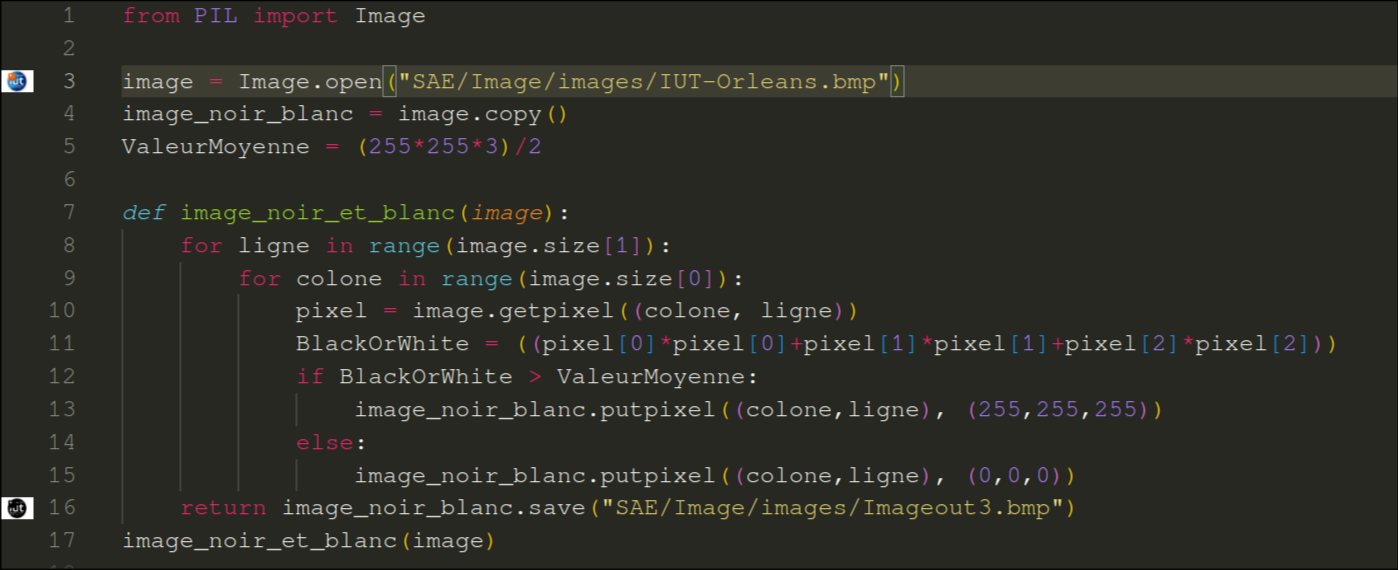 1 from PIL import Image
2
3 image = Image.open("SAE/Image/images/IUT-Orleans.bmp")
4 image_noir_blanc = image.copy()
5 ValeurMoyenne = (255*255*3)/2
6
7 def image_noir_et_blanc(image):
8     for ligne in range(image.size[1]):
9         for colone in range(image.size[0]):
10             pixel = image.getpixel((colone, ligne))
11             BlackOrWhite = ((pixel[0]*pixel[0]+pixel[1]*pixel[1]+pixel[2]*pixel[2]))
12             if BlackOrWhite > ValeurMoyenne:
13                 image_noir_blanc.putpixel((colone,ligne), (255,255,255))
14             else:
15                 image_noir_blanc.putpixel((colone,ligne), (0,0,0))
16     return image_noir_blanc.save("SAE/Image/images/Imageout3.bmp")
17 image_noir_et_blanc(image)